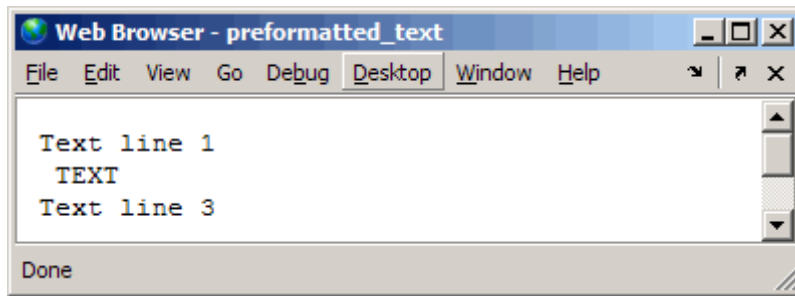 Web Browser - preformatted_text
File Edit View Go Debug Desktop Window Help
Text line 1
TEXT
Text line 3
Done